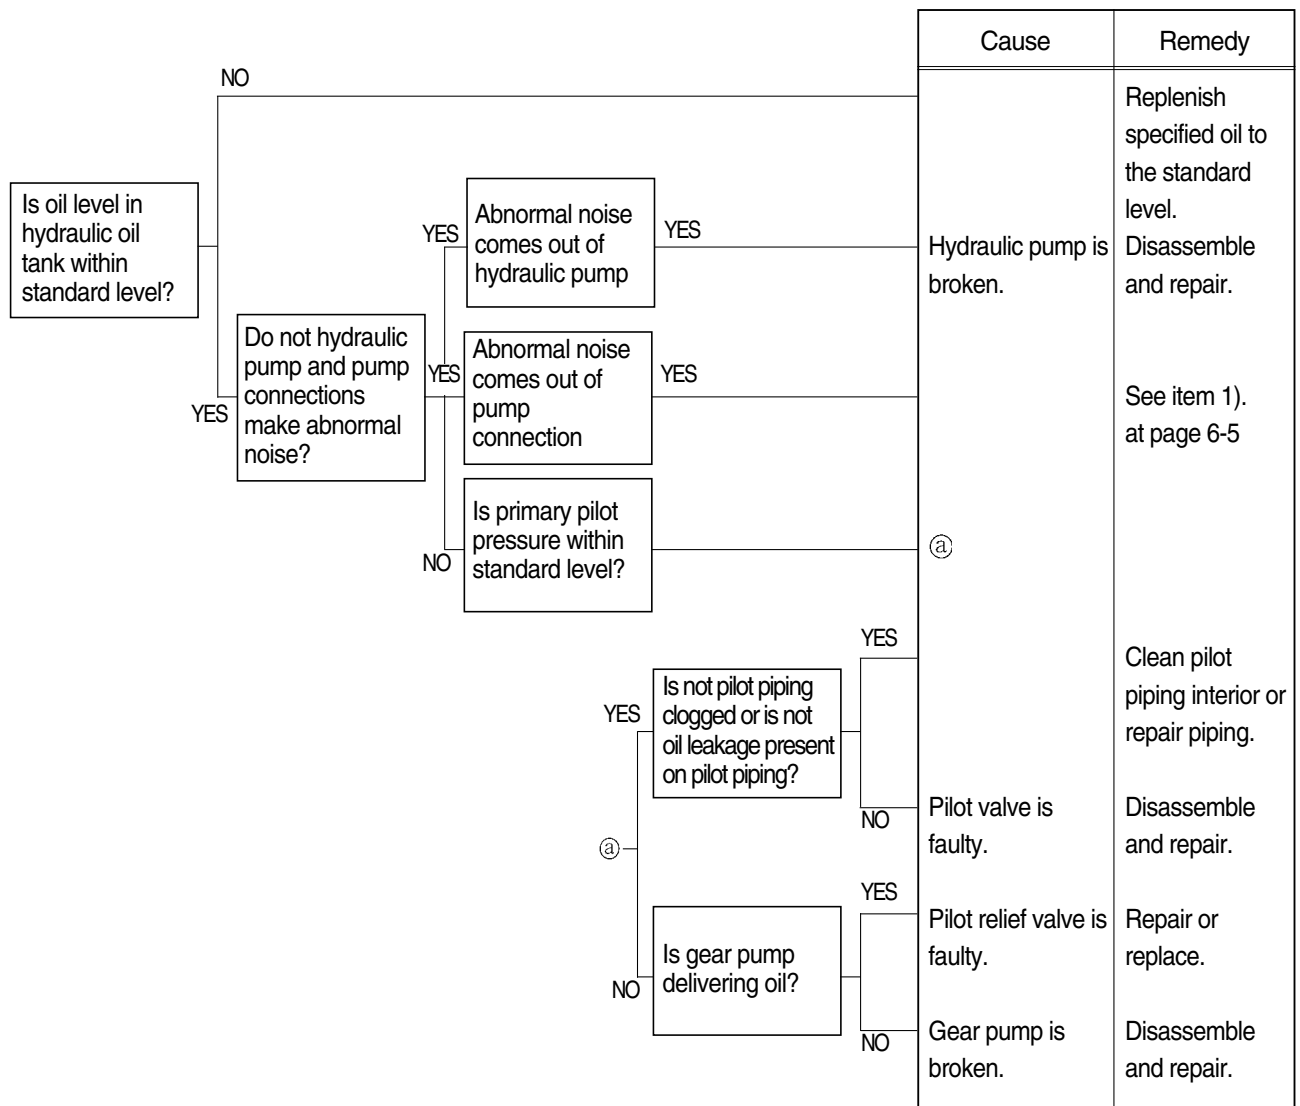 Cause
Remedy
NO
Replenish
specified oil to
the standard
level.
Is oil level in
hydraulic oil
tank within
standard level?
YES
Abnormal noise
comes out of
hydraulic pump
YES
Hydraulic pump is
broken.
Disassemble
and repair.
YES
Do not hydraulic
pump and pump
connections
make abnormal
noise?
YES
Abnormal noise
comes out of
pump
connection
YES
See item 1).
at page 6-5
NO
Is primary pilot
pressure within
standard level?
ⓐ
YES
Is not pilot piping
clogged or is not
oil leakage present
on pilot piping?
YES
Clean pilot
piping interior or
repair piping.
NO
Pilot valve is
faulty.
Disassemble
and repair.
ⓐ
NO
Is gear pump
delivering oil?
YES
Pilot relief valve is
faulty.
Repair or
replace.
NO
Gear pump is
broken.
Disassemble
and repair.